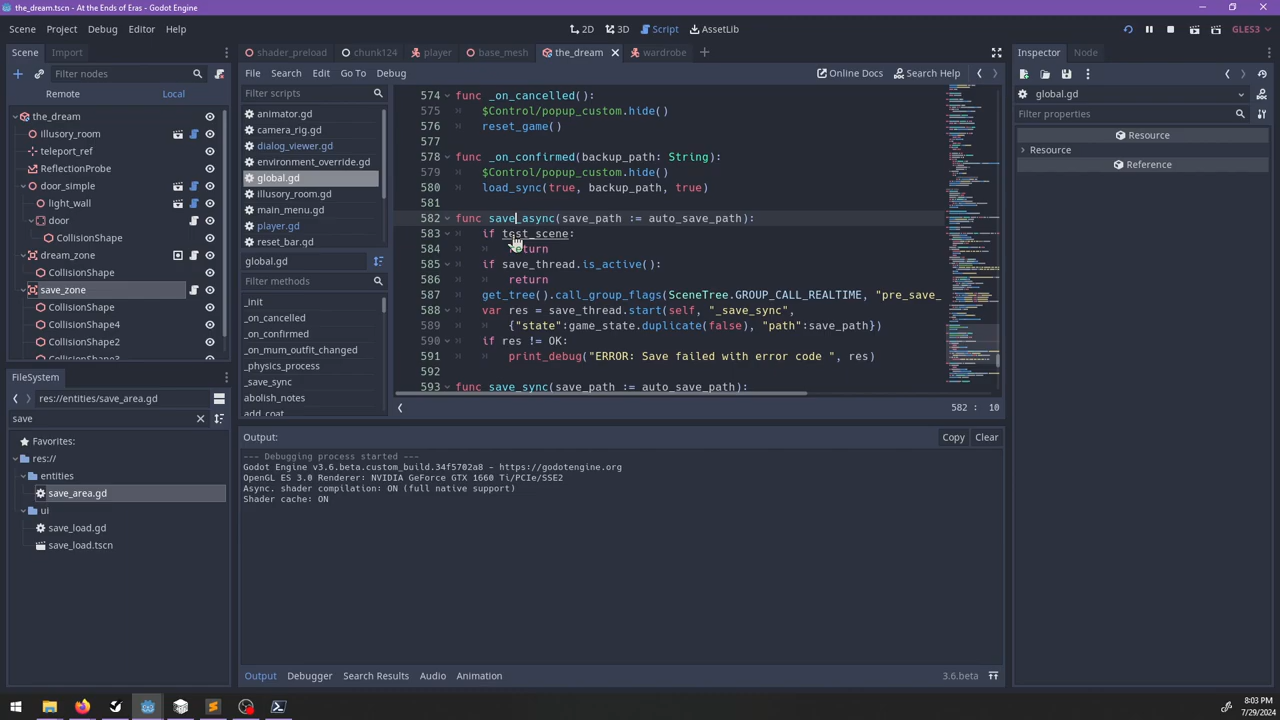 the_dream.tscn - At the Ends of Eras - Godot Engine
Scene Project Debug Editor Help
2D 3D Script AssetLib
GLES3
Scene Import
Filter nodes
Remote Local
the_dream
Illusory_room
teleport_ref
ReflectionProbe
door_simple
light_wall
door
CollisionShape
dream_zone
CollisionShape
save_zone
CollisionShape
CollisionShape4
CollisionShape2
CollisionShape3
FileSystem
res://entities/save_area.gd
save
Favorites:
res://
entities
save_area.gd
ui
save_load.gd
save_load.tscn
shader_preload chunk124 player base_mesh the_dream wardrobe
File Search Edit Go To Debug
Online Docs Search Help
Filter scripts
animator.gd
camera_rig.gd
dialog_viewer.gd
environment_override.gd
global.gd
illusory_room.gd
main_menu.gd
player.gd
test_bar.gd
global.gd
Filter methods
_init
_on_cancelled
_on_confirmed
_optimum_outfit_changed
_physics_process
_save_sync
abolish_notes
add_coat
574 func _on_cancelled():
575 $Control/popup_custom.hide()
576 reset_game()
577
578 func _on_confirmed(backup_path: String):
579 $Control/popup_custom.hide()
580 load_sync(true, backup_path, true)
581
582 func save_async(save_path := auto_save_path):
583 if test_scene:
584 return
585 if save_thread.is_active():
586 return
587 get_tree().call_group_flags(SceneTree.GROUP_CALL_REALTIME, "pre_save_
588 var res = save_thread.start(self, "_save_sync",
589 {"state":game_state.duplicate(false), "path":save_path})
590 if res != OK:
591 print_debug("ERROR: Save failed with error code ", res)
592
593 func save_sync(save_path := auto_save_path):
582 : 10
Output:
Copy Clear
--- Debugging process started ---
Godot Engine v3.6.beta.custom_build.34f5702a8 - https://godotengine.org
OpenGL ES 3.0 Renderer: NVIDIA GeForce GTX 1660 Ti/PCIe/SSE2
Async. shader compilation: ON (full native support)
Shader cache: ON
Output Debugger Search Results Audio Animation
3.6.beta
Inspector Node
global.gd
Filter properties
Resource
Resource
Reference
8:03 PM
7/29/2024